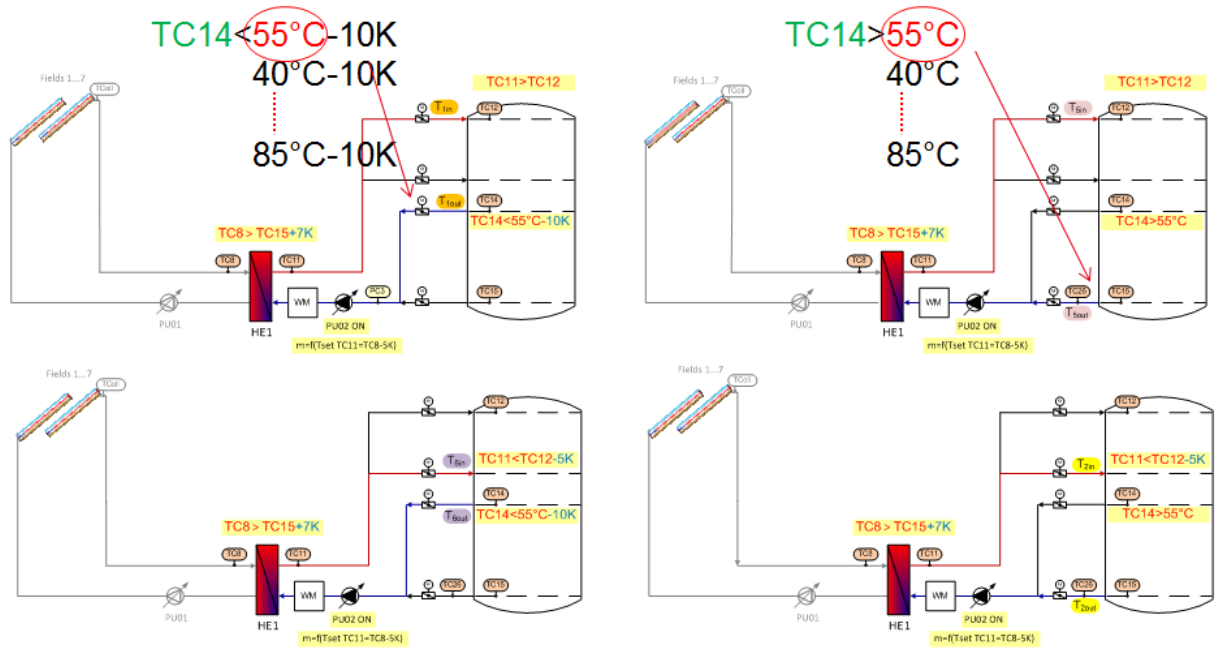 TC14<55°C-10K
40°C-10K
85°C-10K
Fields 1...7
TColl
TC11>TC12
M
T1in
TC12
M
M
T1out
TC14
TC14<55°C-10K
TC8 > TC15+7K
TC8
TC11
WM
PC3
M
TC15
PU01
HE1
PU02 ON
m=f(Tset TC11=TC8-5K)
TC14>55°C
40°C
85°C
Fields 1...7
TColl
TC11>TC12
M
T5in
TC12
M
M
TC14
TC14>55°C
TC8 > TC15+7K
TC8
TC11
WM
M
TC25
TC15
T5out
PU01
HE1
PU02 ON
m=f(Tset TC11=TC8-5K)
Fields 1...7
TColl
M
TC12
M
T6in
TC11<TC12-5K
M
TC14
T6out
TC14<55°C-10K
TC8 > TC15+7K
TC8
TC11
WM
M
TC26
TC15
PU01
HE1
PU02 ON
m=f(Tset TC11=TC8-5K)
Fields 1...7
TColl
M
TC12
M
T2in
TC11<TC12-5K
M
TC14
TC14>55°C
TC8 > TC15+7K
TC8
TC11
WM
M
TC25
TC15
T2out
PU01
HE1
PU02 ON
m=f(Tset TC11=TC8-5K)